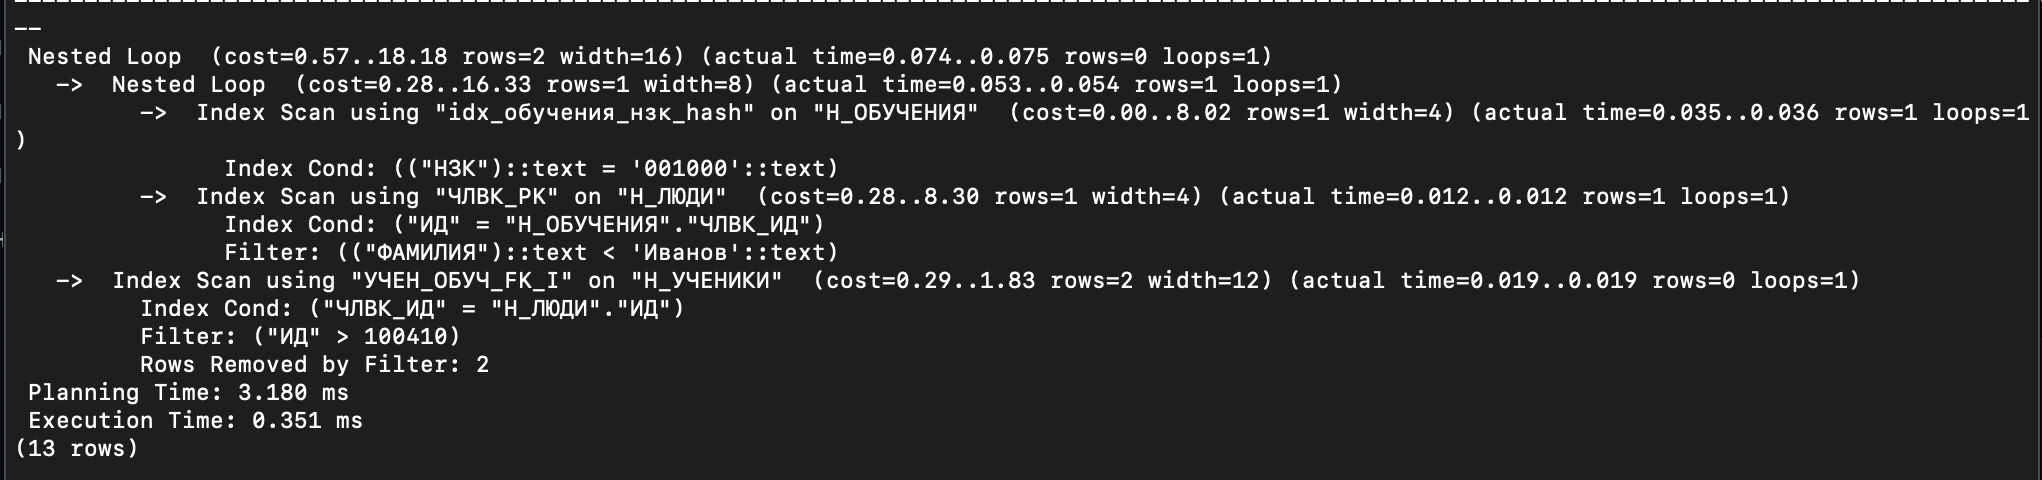 --
Nested Loop  (cost=0.57..18.18 rows=2 width=16) (actual time=0.074..0.075 rows=0 loops=1)
  ->  Nested Loop  (cost=0.28..16.33 rows=1 width=8) (actual time=0.053..0.054 rows=1 loops=1)
        ->  Index Scan using "idx_обучения_нзк_hash" on "Н_ОБУЧЕНИЯ"  (cost=0.00..8.02 rows=1 width=4) (actual time=0.035..0.036 rows=1 loops=1
)
              Index Cond: (("НЗК")::text = '001000'::text)
        ->  Index Scan using "ЧЛВК_PK" on "Н_ЛЮДИ"  (cost=0.28..8.30 rows=1 width=4) (actual time=0.012..0.012 rows=1 loops=1)
              Index Cond: ("ИД" = "Н_ОБУЧЕНИЯ"."ЧЛВК_ИД")
              Filter: (("ФАМИЛИЯ")::text < 'Иванов'::text)
  ->  Index Scan using "УЧЕН_ОБУЧ_FK_I" on "Н_УЧЕНИКИ"  (cost=0.29..1.83 rows=2 width=12) (actual time=0.019..0.019 rows=0 loops=1)
        Index Cond: ("ЧЛВК_ИД" = "Н_ЛЮДИ"."ИД")
        Filter: ("ИД" > 100410)
        Rows Removed by Filter: 2
Planning Time: 3.180 ms
Execution Time: 0.351 ms
(13 rows)